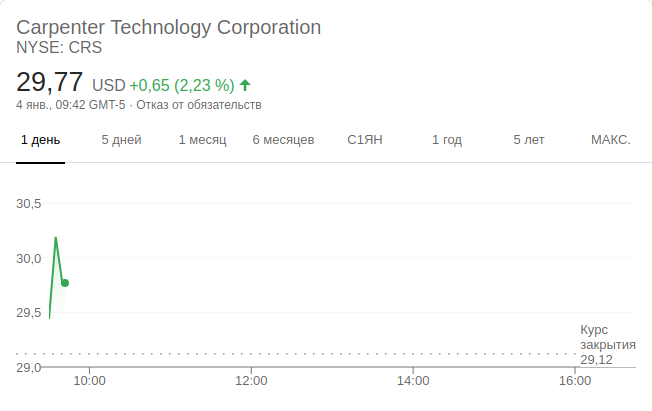 Carpenter Technology Corporation
NYSE: CRS
29,77 USD +0,65 (2,23 %)
4 янв., 09:42 GMT-5 · Отказ от обязательств
1 день 5 дней 1 месяц 6 месяцев С1ЯН 1 год 5 лет МАКС.
30,5
30,0
29,5
Курс
закрытия
29,12
29,0
10:00 12:00 14:00 16:00